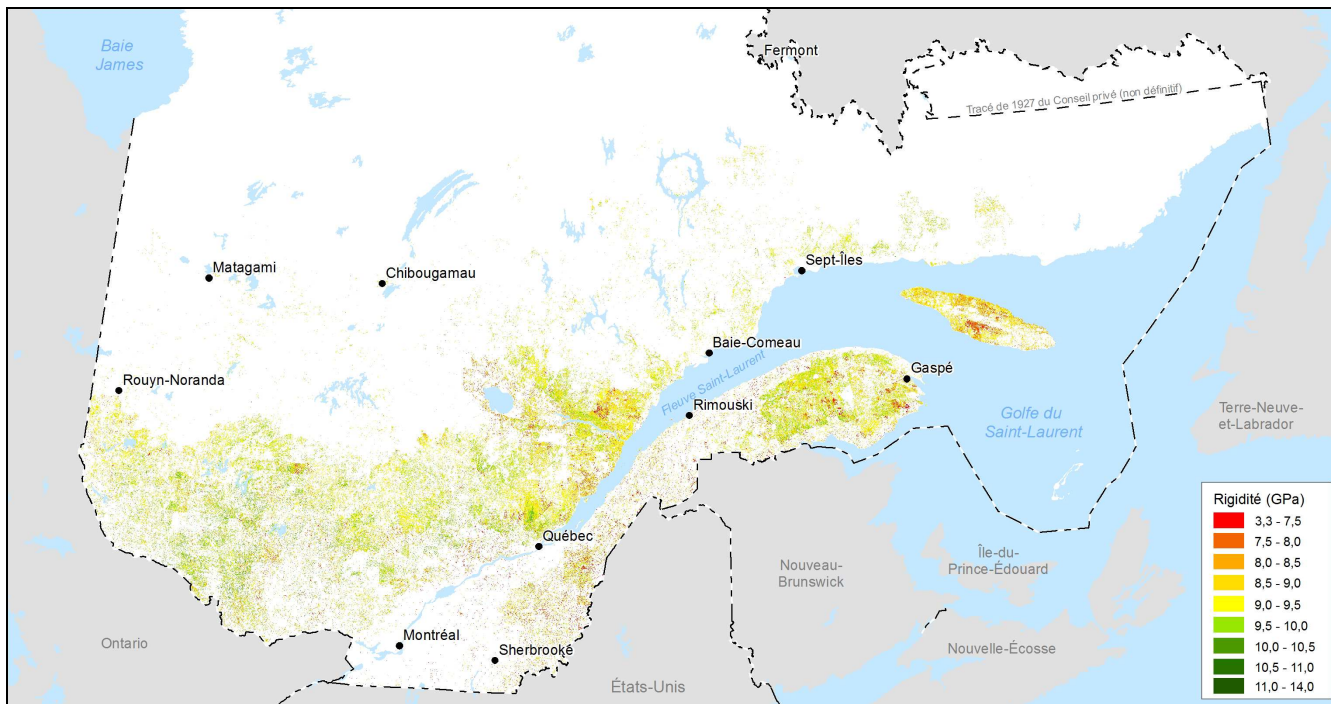 Baie
James
Fermont
Tracé de 1927 du Conseil privé (non définitif)
Matagami
Chibougamau
Sept-Îles
Baie-Comeau
Rouyn-Noranda
Fleuve Saint-Laurent
Gaspé
Rimouski
Golfe du
Saint-Laurent
Terre-Neuve-
et-Labrador
Québec
Nouveau-
Brunswick
Île-du-
Prince-Édouard
Ontario
Montréal
Sherbrooke
Nouvelle-Écosse
États-Unis
Rigidité (GPa)
3,3 - 7,5
7,5 - 8,0
8,0 - 8,5
8,5 - 9,0
9,0 - 9,5
9,5 - 10,0
10,0 - 10,5
10,5 - 11,0
11,0 - 14,0